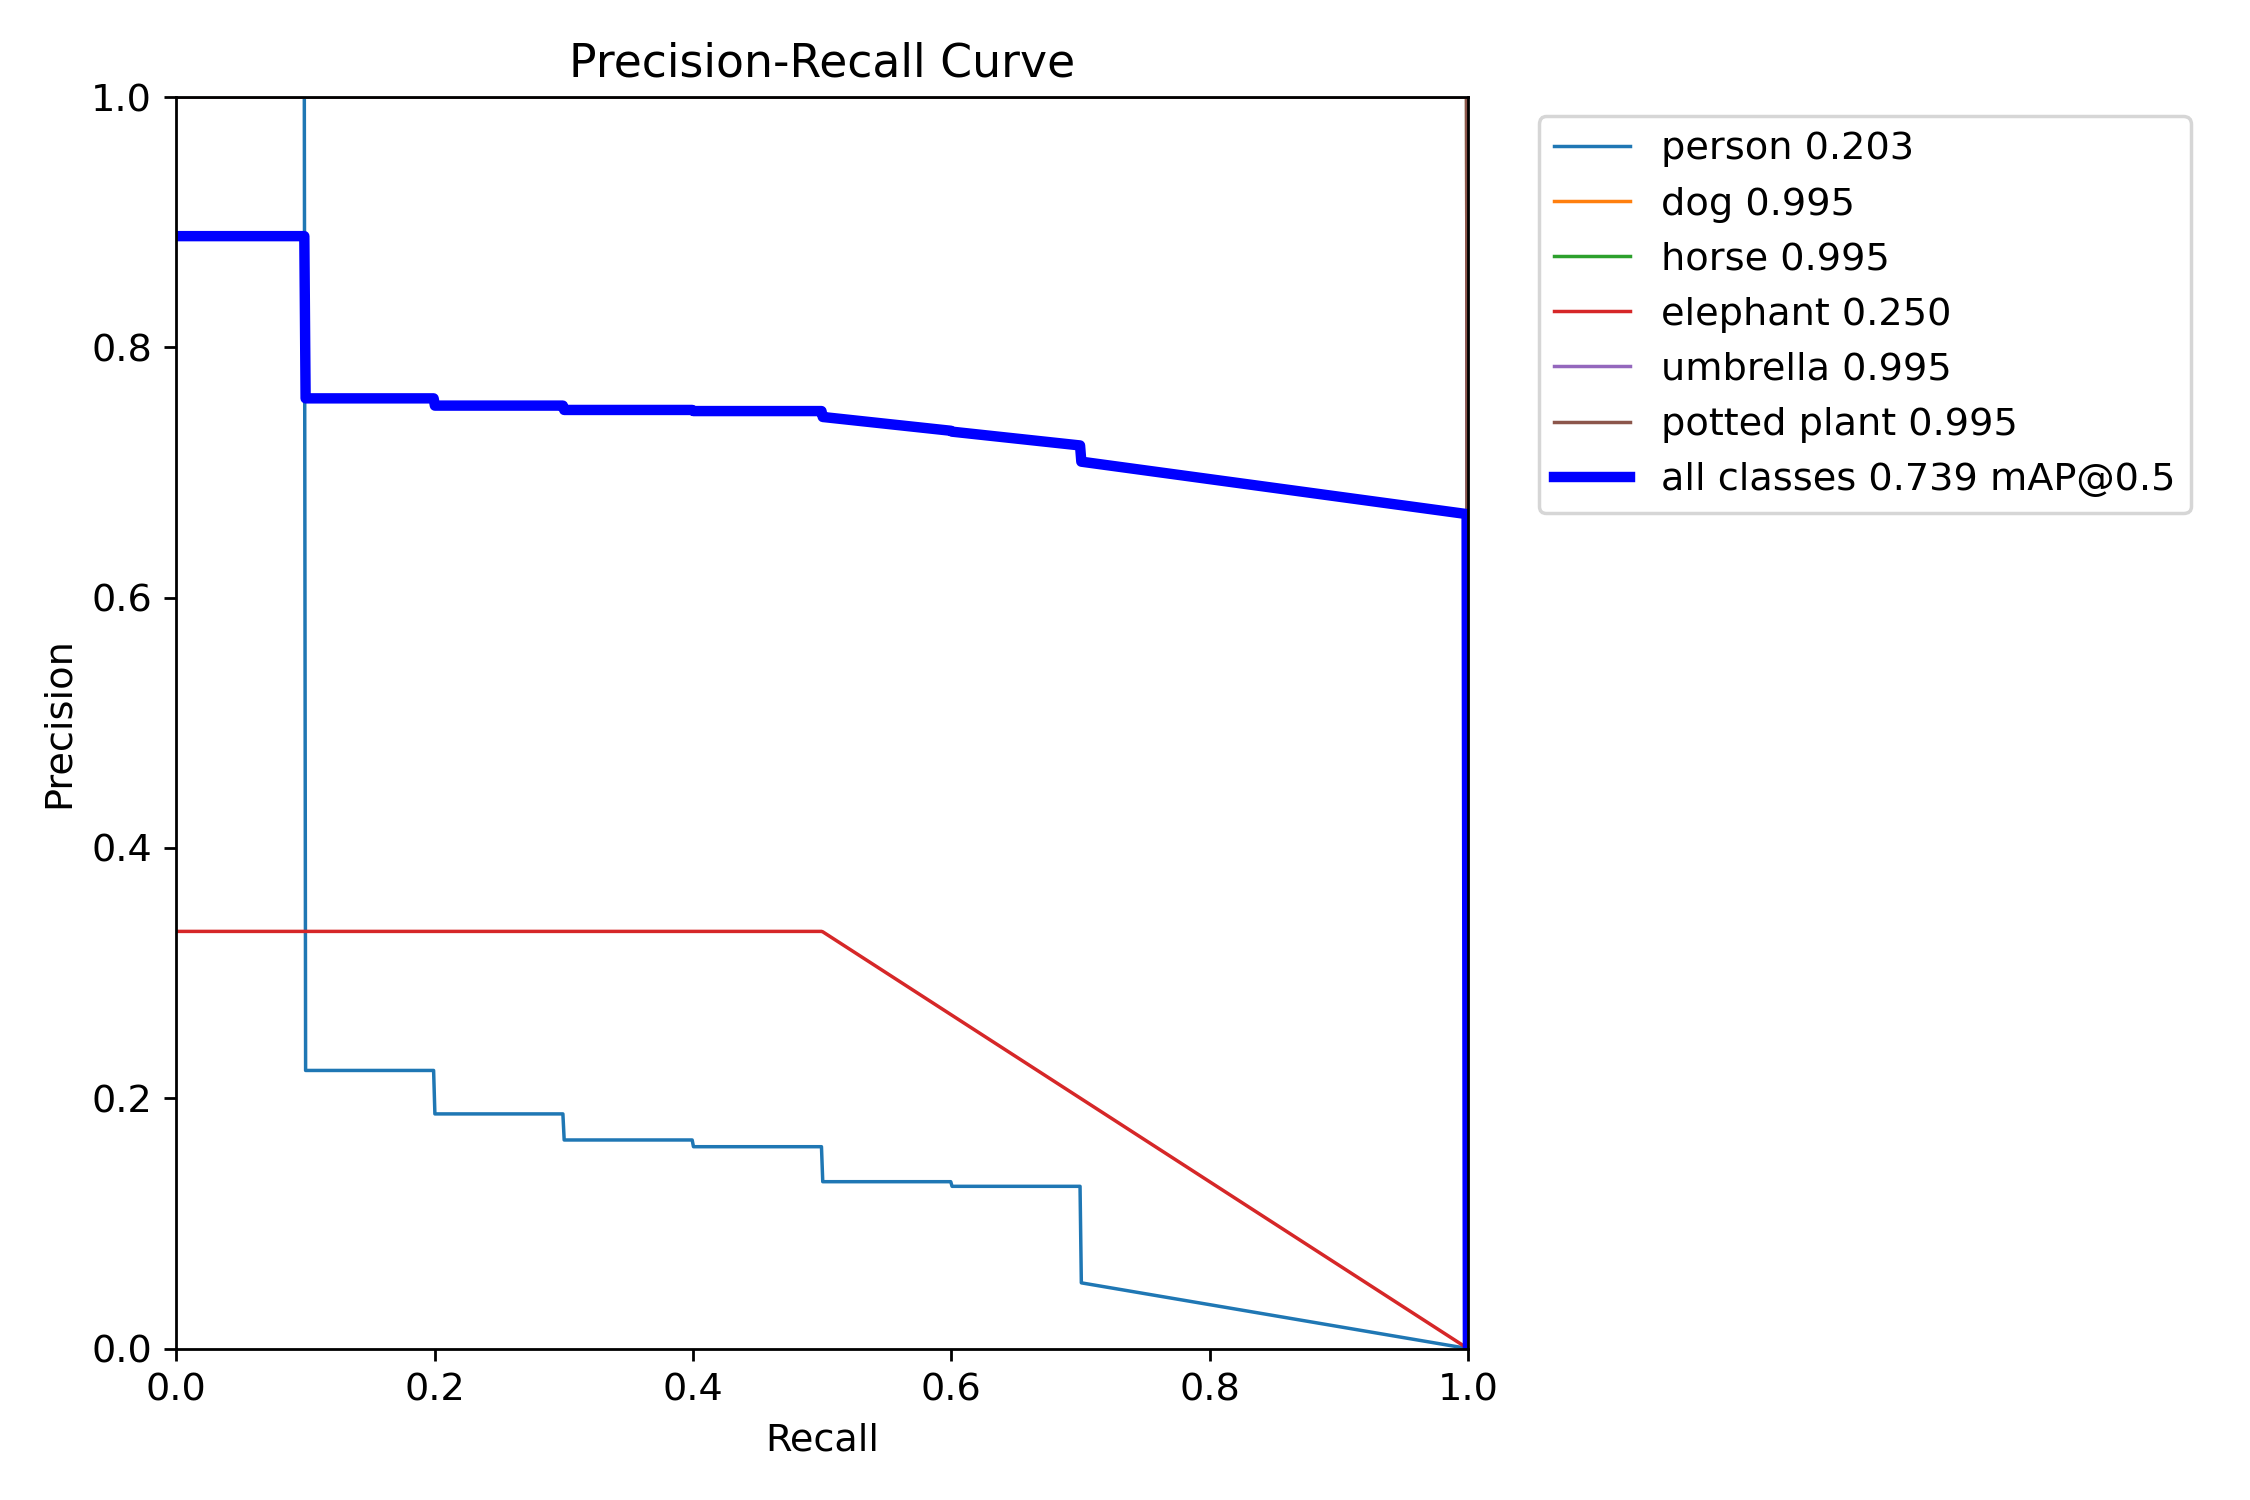 Precision-Recall Curve
1.0
0.8
0.6
0.4
0.2
0.0
Precision
0.0 0.2 0.4 0.6 0.8 1.0
Recall
person 0.203
dog 0.995
horse 0.995
elephant 0.250
umbrella 0.995
potted plant 0.995
all classes 0.739 mAP@0.5